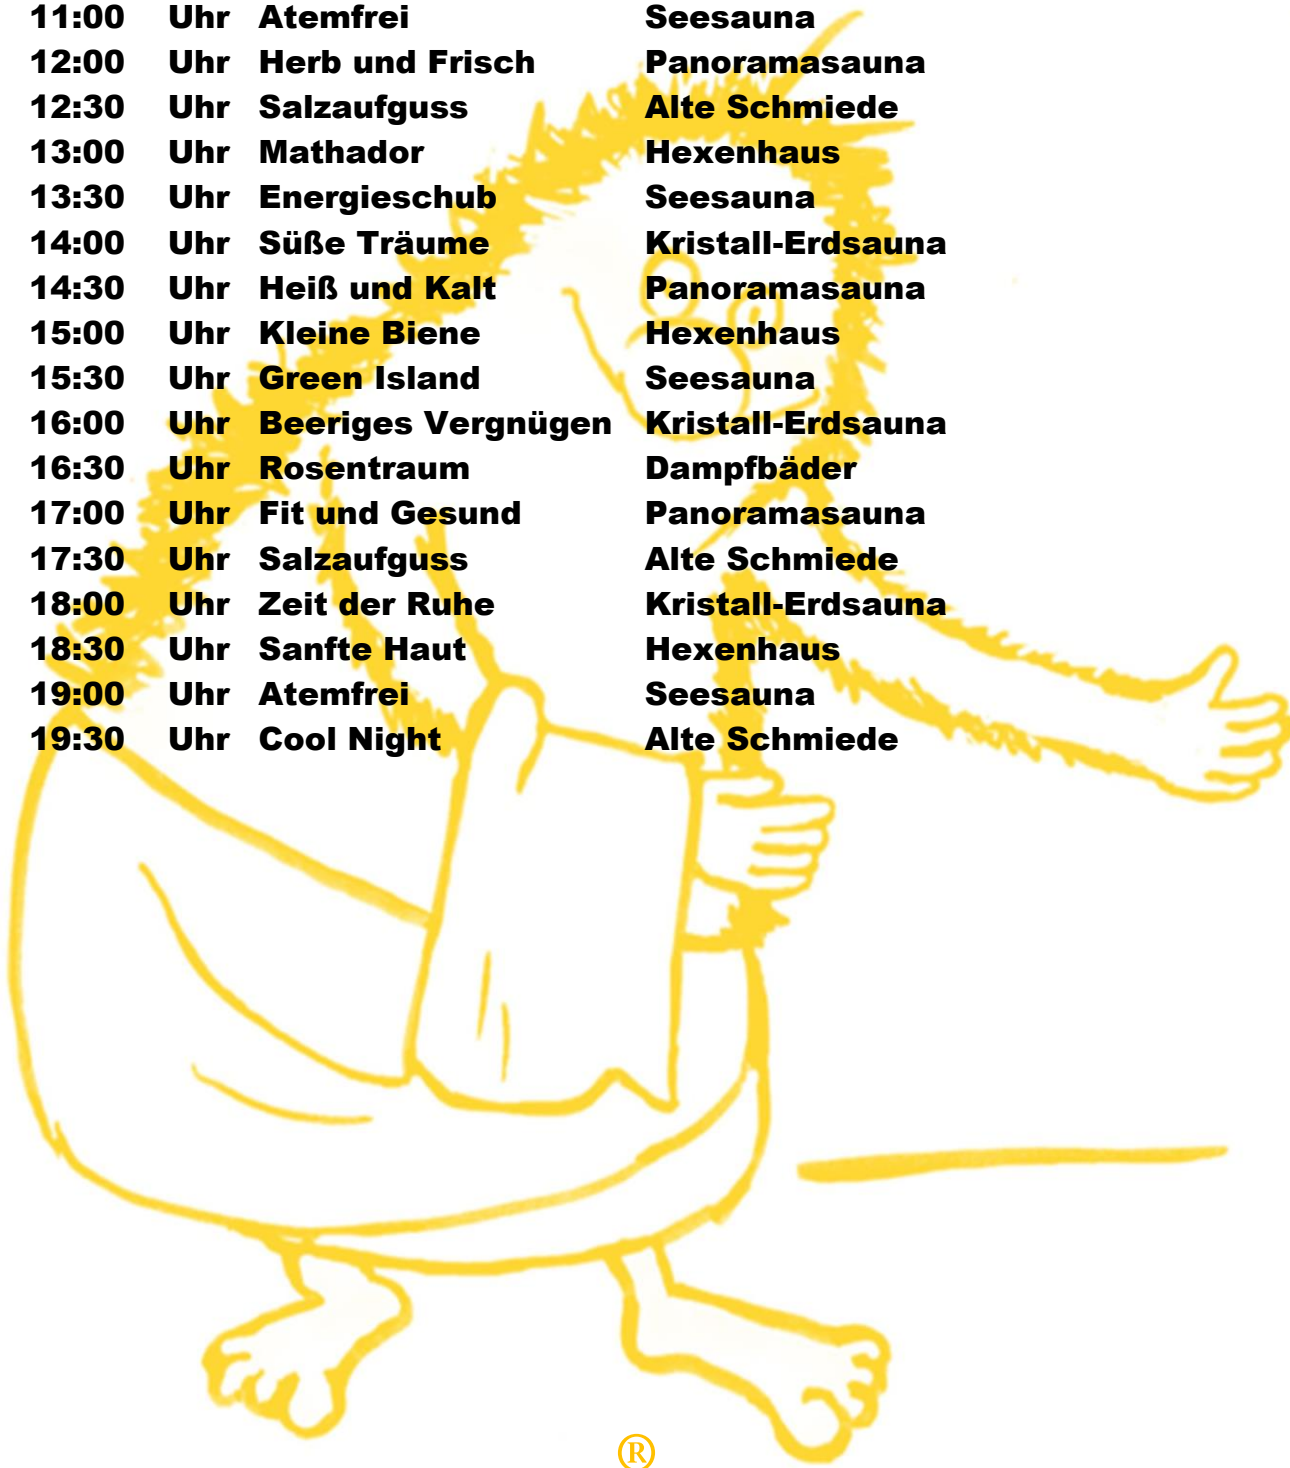 11:00 Uhr Atemfrei Seesauna
12:00 Uhr Herb und Frisch Panoramasauna
12:30 Uhr Salzaufguss Alte Schmiede
13:00 Uhr Mathador Hexenhaus
13:30 Uhr Energieschub Seesauna
14:00 Uhr Süße Träume Kristall-Erdsauna
14:30 Uhr Heiß und Kalt Panoramasauna
15:00 Uhr Kleine Biene Hexenhaus
15:30 Uhr Green Island Seesauna
16:00 Uhr Beeriges Vergnügen Kristall-Erdsauna
16:30 Uhr Rosentraum Dampfbäder
17:00 Uhr Fit und Gesund Panoramasauna
17:30 Uhr Salzaufguss Alte Schmiede
18:00 Uhr Zeit der Ruhe Kristall-Erdsauna
18:30 Uhr Sanfte Haut Hexenhaus
19:00 Uhr Atemfrei Seesauna
19:30 Uhr Cool Night Alte Schmiede
®